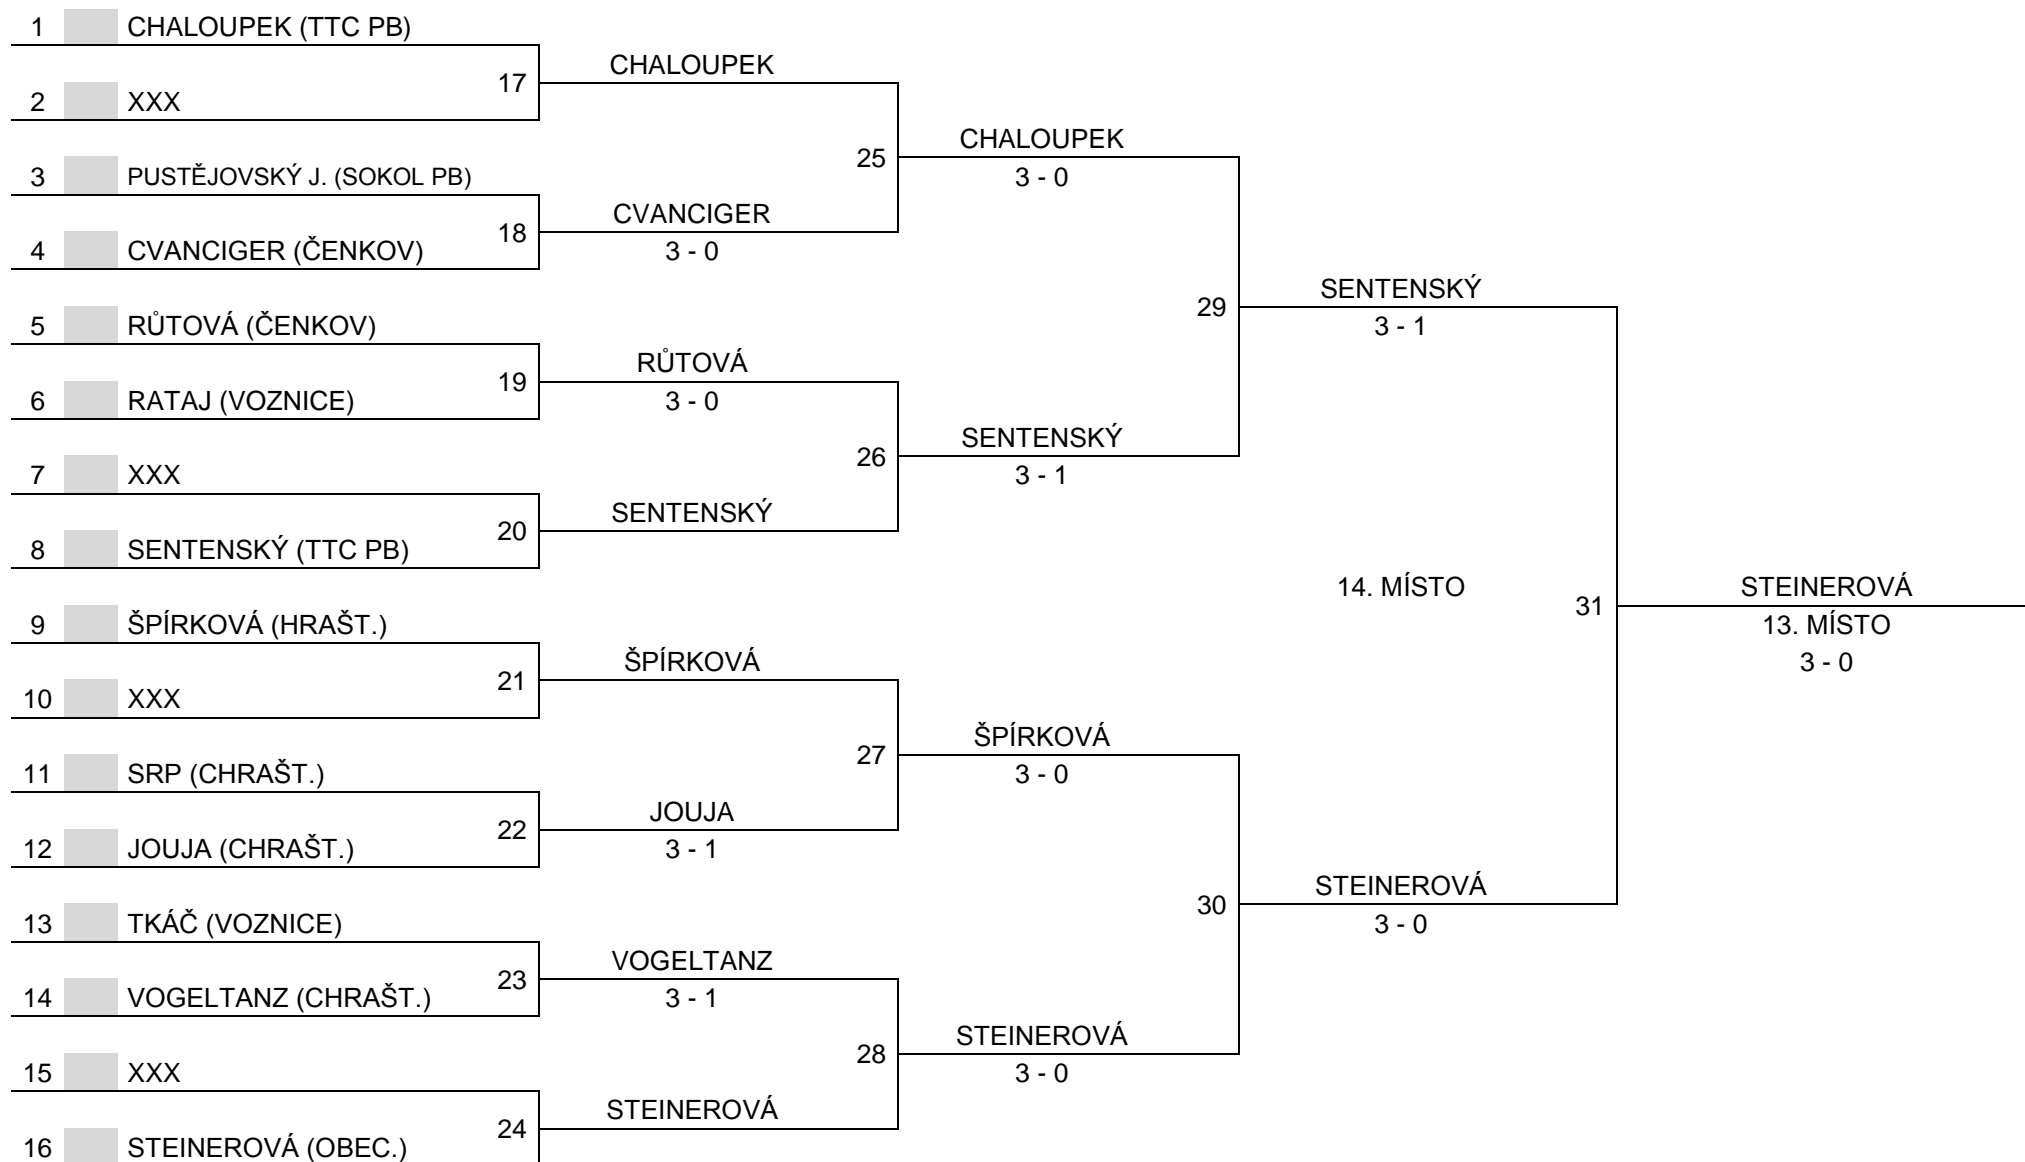 1 CHALOUPEK (TTC PB)
CHALOUPEK
17
2 XXX
CHALOUPEK
25
3 - 0
3 PUSTĚJOVSKÝ J. (SOKOL PB)
CVANCIGER
18
3 - 0
4 CVANCIGER (ČENKOV)
SENTENSKÝ
29
3 - 1
5 RŮTOVÁ (ČENKOV)
RŮTOVÁ
19
3 - 0
6 RATAJ (VOZNICE)
SENTENSKÝ
26
3 - 1
7 XXX
SENTENSKÝ
20
8 SENTENSKÝ (TTC PB)
14. MÍSTO
31
STEINEROVÁ
13. MÍSTO
3 - 0
9 ŠPÍRKOVÁ (HRAŠT.)
ŠPÍRKOVÁ
21
10 XXX
ŠPÍRKOVÁ
27
3 - 0
11 SRP (CHRAŠT.)
JOUJA
22
3 - 1
12 JOUJA (CHRAŠT.)
STEINEROVÁ
30
3 - 0
13 TKÁČ (VOZNICE)
VOGELTANZ
23
3 - 1
14 VOGELTANZ (CHRAŠT.)
STEINEROVÁ
28
3 - 0
15 XXX
STEINEROVÁ
24
16 STEINEROVÁ (OBEC.)